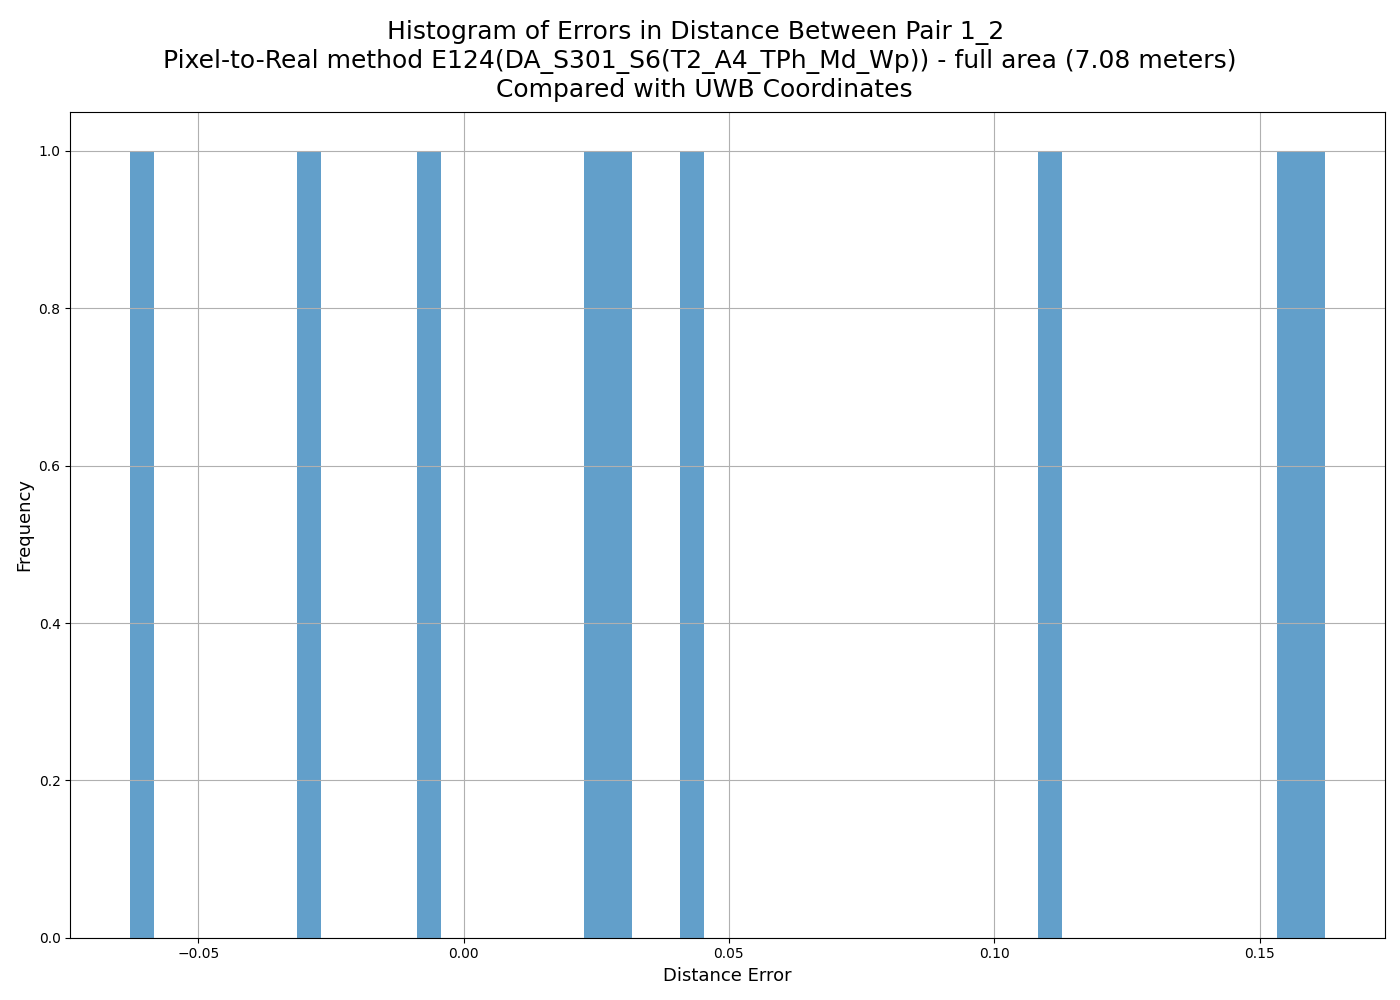 Histogram of Errors in Distance Between Pair 1_2
Pixel-to-Real method E124(DA_S301_S6(T2_A4_TPh_Md_Wp)) - full area (7.08 meters)
Compared with UWB Coordinates
1.0
0.8
0.6
0.4
0.2
0.0
Frequency
−0.05
0.00
0.05
0.10
0.15
Distance Error